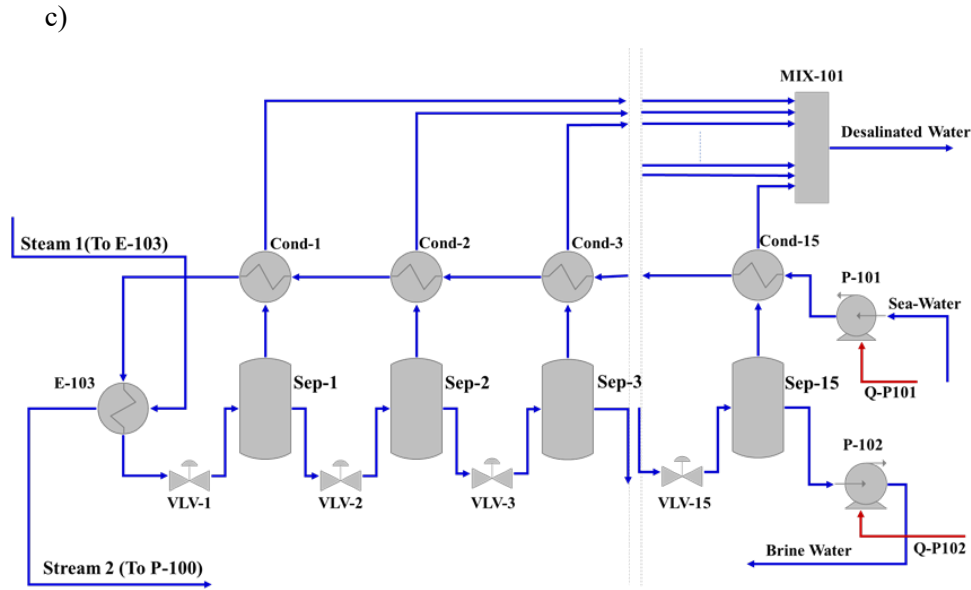 c)
MIX-101
Desalinated Water
Steam 1(To E-103)
Cond-1
Cond-2
Cond-3
Cond-15
P-101
Sea-Water
E-103
Sep-1
Sep-2
Sep-3
Sep-15
Q-P101
P-102
VLV-1
VLV-2
VLV-3
VLV-15
Brine Water
Q-P102
Stream 2 (To P-100)